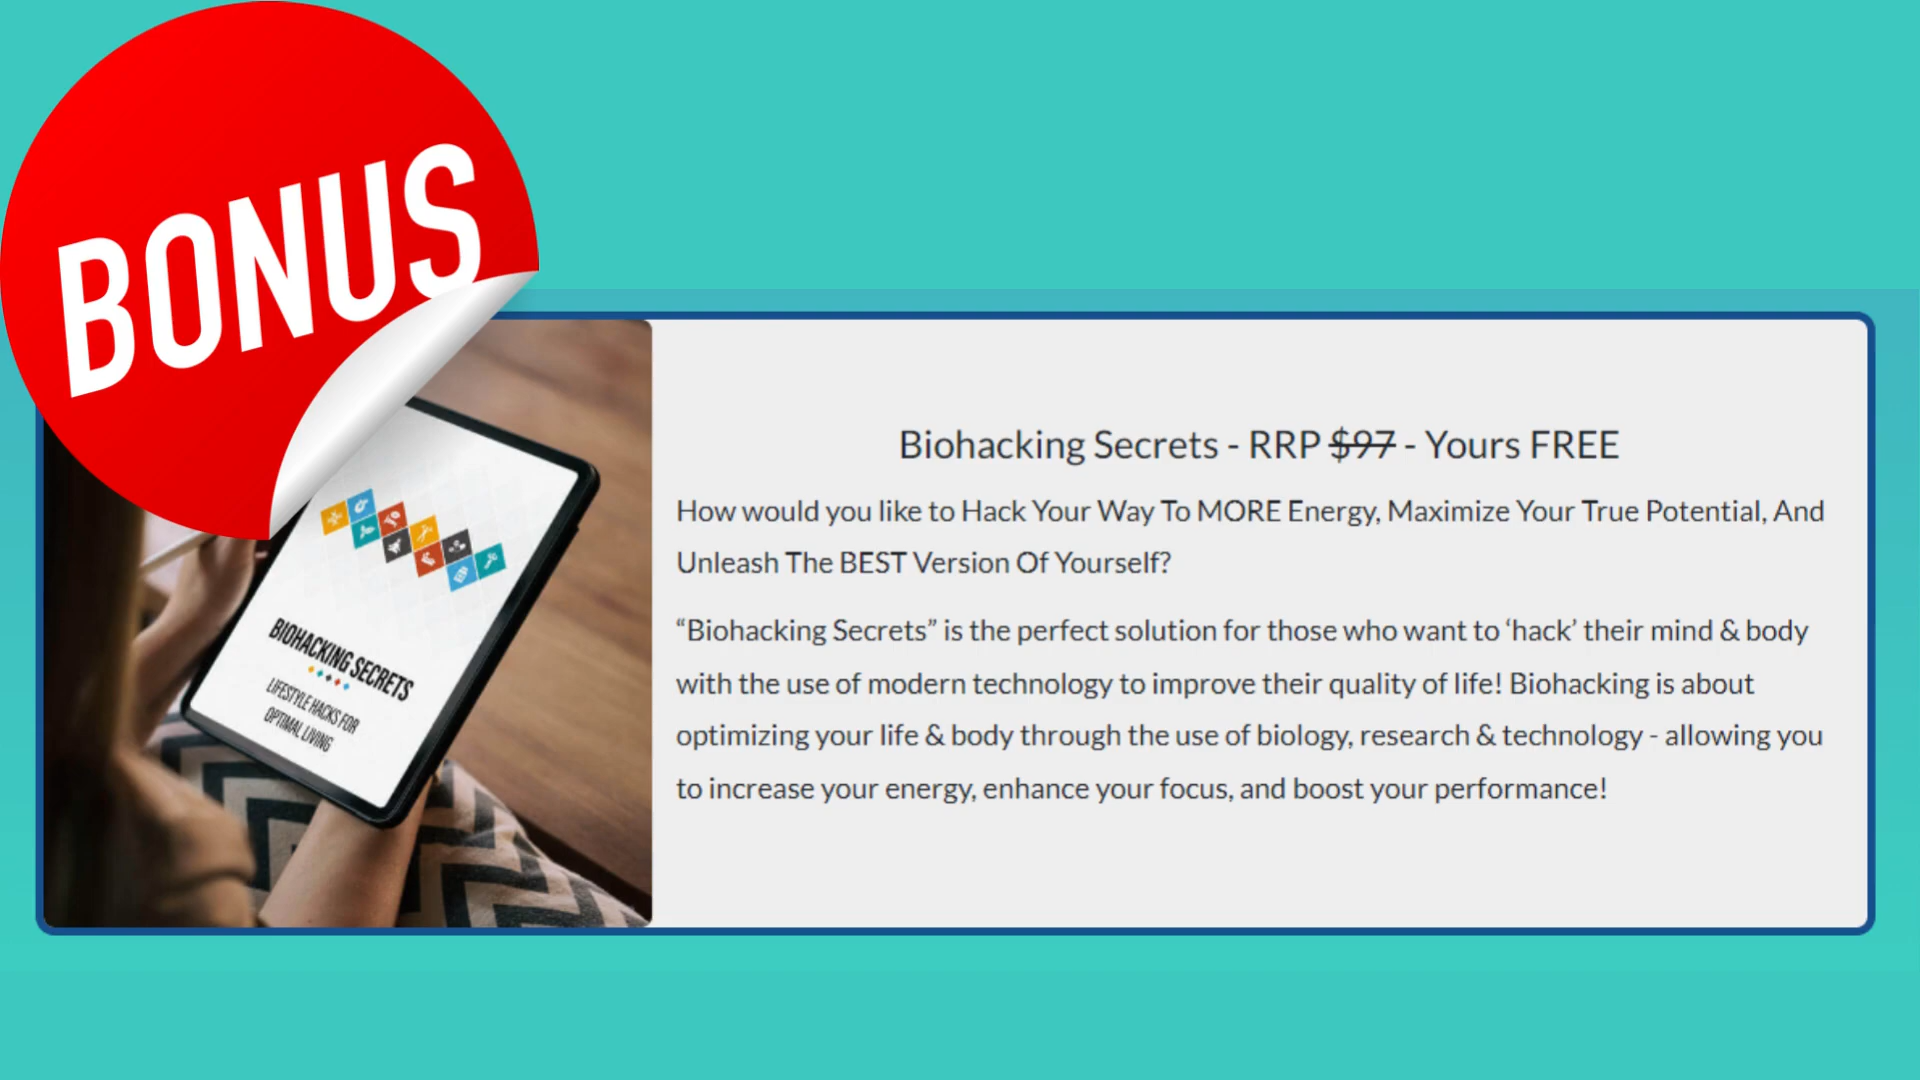 BONUS
Biohacking Secrets - RRP $97 - Yours FREE
How would you like to Hack Your Way To MORE Energy, Maximize Your True Potential, And
Unleash The BEST Version Of Yourself?
“Biohacking Secrets” is the perfect solution for those who want to ‘hack’ their mind & body
with the use of modern technology to improve their quality of life! Biohacking is about
optimizing your life & body through the use of biology, research & technology - allowing you
to increase your energy, enhance your focus, and boost your performance!
BIOHACKING SECRETS
LIFESTYLE HACKS FOR
OPTIMAL LIVING